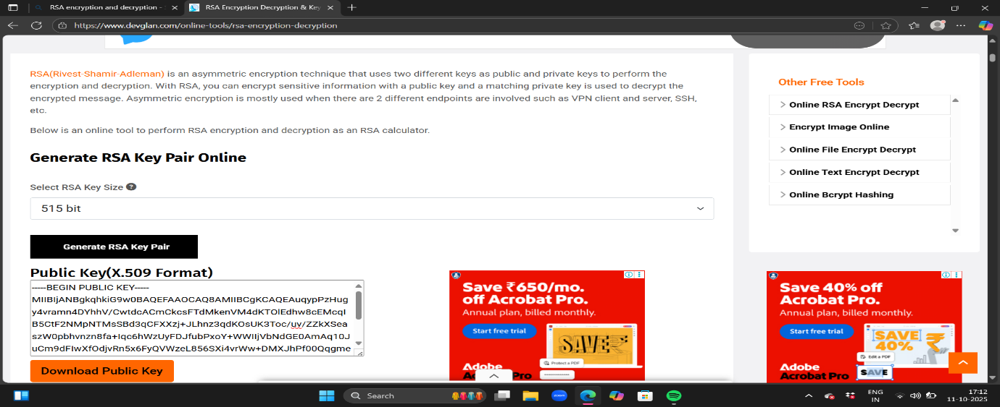 RSA encryption and decryption -
RSA Encryption Decryption & Key
https://www.devglan.com/online-tools/rsa-encryption-decryption
RSA(Rivest-Shamir-Adleman) is an asymmetric encryption technique that uses two different keys as public and private keys to perform the
encryption and decryption. With RSA, you can encrypt sensitive information with a public key and a matching private key is used to decrypt the
encrypted message. Asymmetric encryption is mostly used when there are 2 different endpoints are involved such as VPN client and server, SSH,
etc.
Below is an online tool to perform RSA encryption and decryption as an RSA calculator.
Generate RSA Key Pair Online
Select RSA Key Size ?
515 bit
Generate RSA Key Pair
Public Key(X.509 Format)
-----BEGIN PUBLIC KEY-----
MIIBIjANBgkqhkiG9w0BAQEFAAOCAQ8AMIIBCgKCAQEAuqypPzHug
y4vramn4DYhhV/CwtdcACmCkcsFTdMkenVM4dKTOlEdhw8cEMcqI
B5CtF2NMpNTMsSBd3qCFXXzj+JLhnz3qdKOsUK3Toc/uy/ZZkXSea
szW0pbhvnzn8fa+Iqc6hWzUyFDJfubPxoY+WWIjVbNdGE0AmAq10J
uCm9dFIwXfOdjvRn5x6FyQVWzeL856SXi4vrWw+DMXJhPf00Qqgme
Download Public Key
Other Free Tools
> Online RSA Encrypt Decrypt
> Encrypt Image Online
> Online File Encrypt Decrypt
> Online Text Encrypt Decrypt
> Online Bcrypt Hashing
Save ₹650/mo.
off Acrobat Pro.
Annual plan, billed monthly.
Start free trial
SAVE
Protect a PDF
Adobe
Acrobat Pro
Save 40% off
Acrobat Pro.
Annual plan, billed monthly.
Start free trial
SAVE
40%
Edit a PDF
SAVE
Adobe
Acrobat Pro
Search
zoom
ENG
IN
17:12
11-10-2025